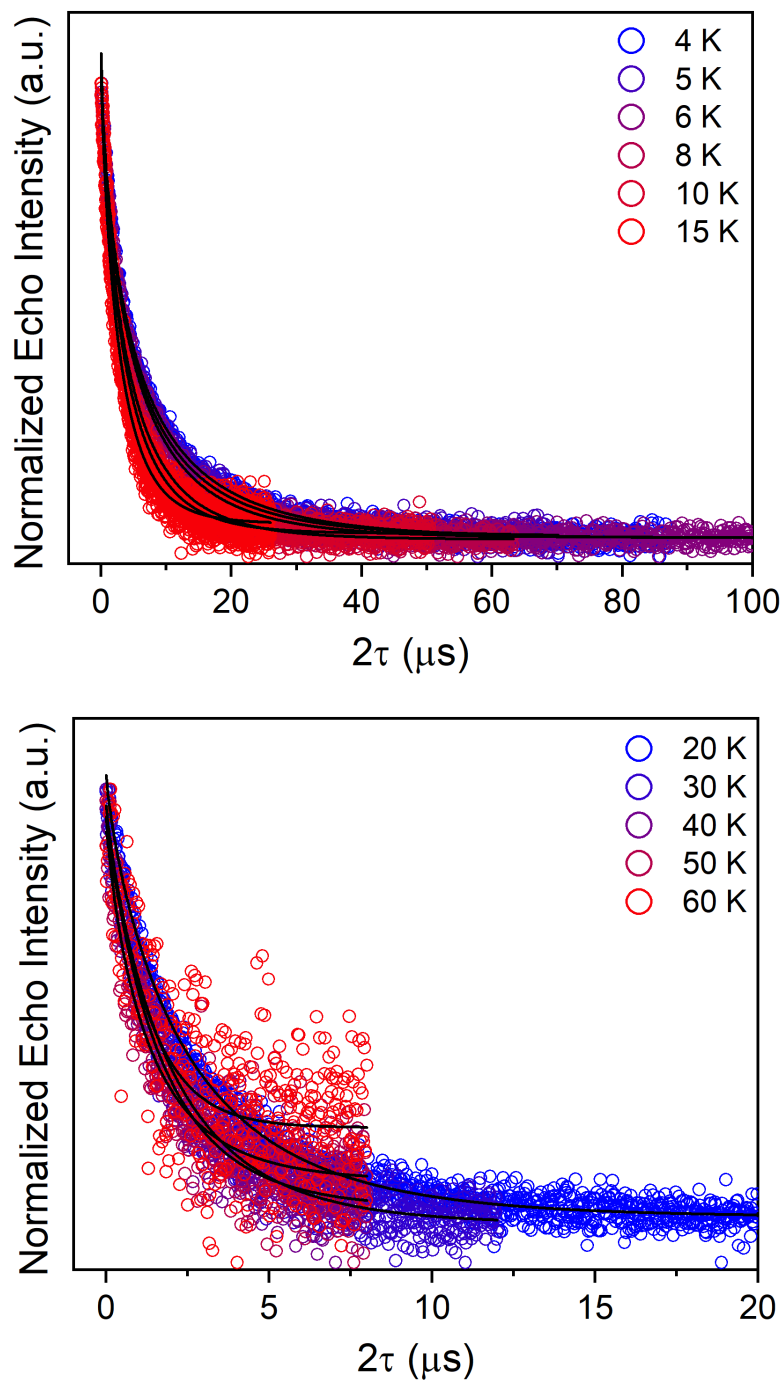 Normalized Echo Intensity (a.u.)
4 K
5 K
6 K
8 K
10 K
15 K
0 20 40 60 80 100
2τ (μs)
Normalized Echo Intensity (a.u.)
20 K
30 K
40 K
50 K
60 K
0 5 10 15 20
2τ (μs)